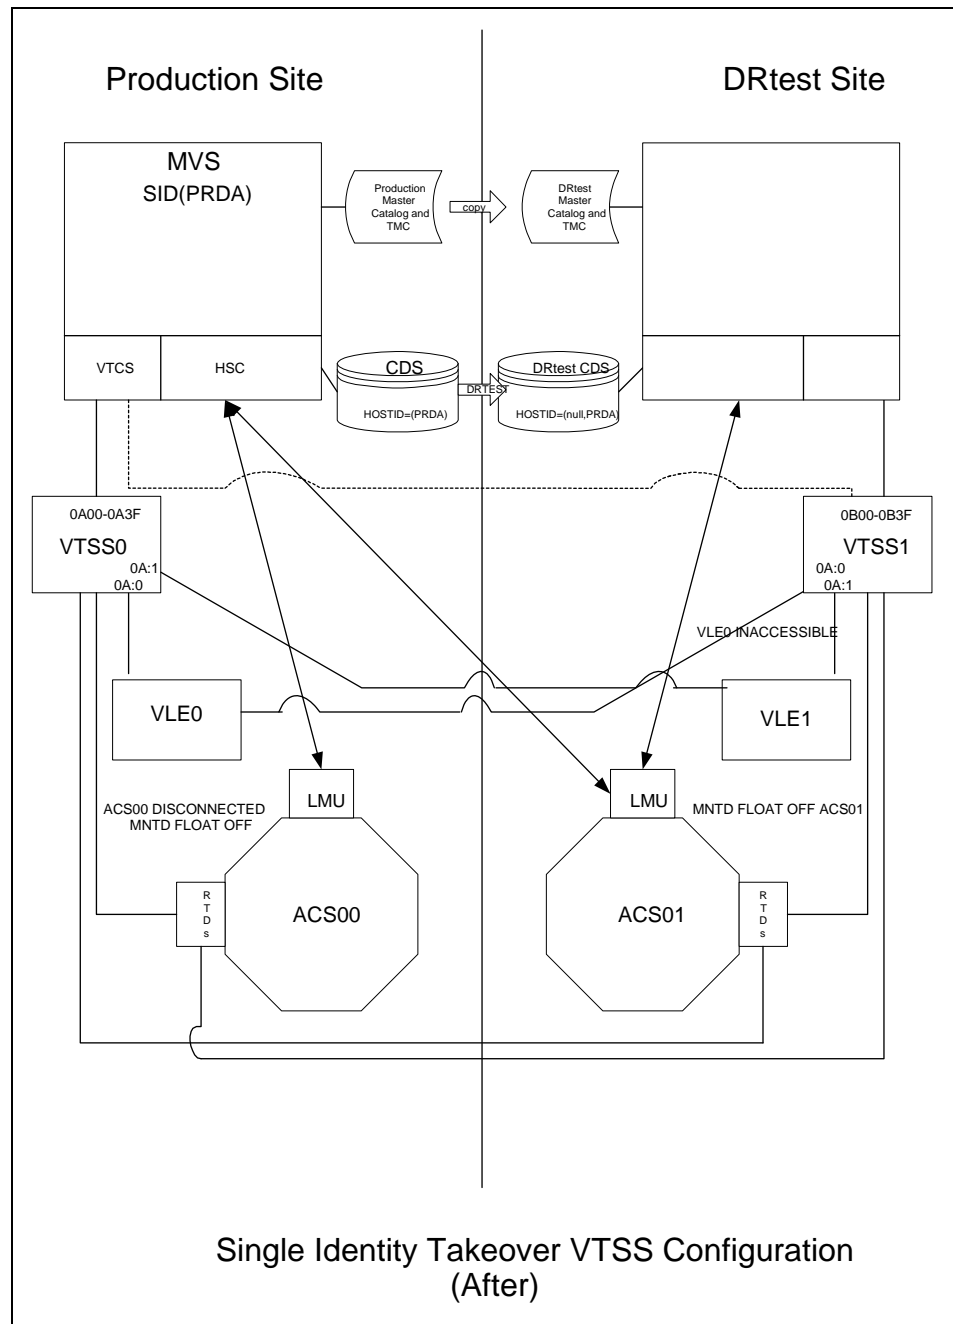 Production Site
DRtest Site
MVS
SID(PRDA)
Production
Master
Catalog and
TMC
copy
DRtest
Master
Catalog and
TMC
VTCS
HSC
CDS
HOSTID=(PRDA)
DRTEST
DRtest CDS
HOSTID=(null,PRDA)
0A00-0A3F
VTSS0
0A:1
0A:0
0B00-0B3F
VTSS1
0A:0
0A:1
VLE0 INACCESSIBLE
VLE0
VLE1
LMU
LMU
ACS00 DISCONNECTED
MNTD FLOAT OFF
MNTD FLOAT OFF ACS01
R
T
D
s
ACS00
ACS01
R
T
D
s
Single Identity Takeover VTSS Configuration
(After)